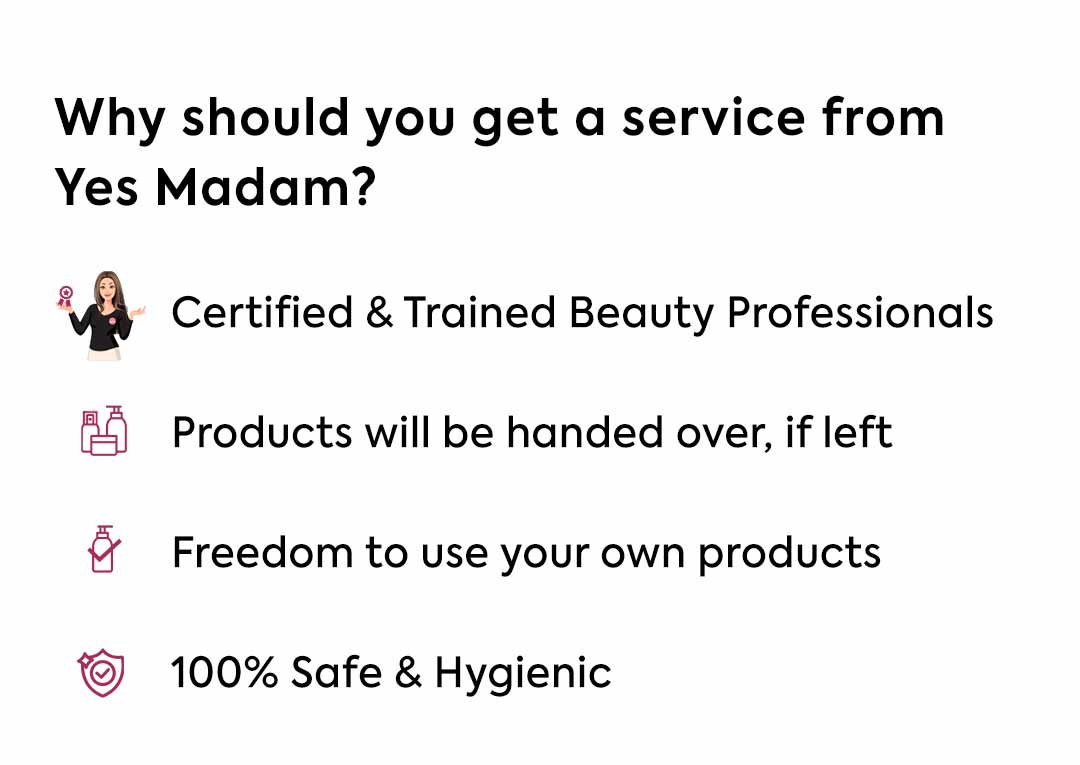 Why should you get a service from
Yes Madam?
Certified & Trained Beauty Professionals
Products will be handed over, if left
Freedom to use your own products
100% Safe & Hygienic